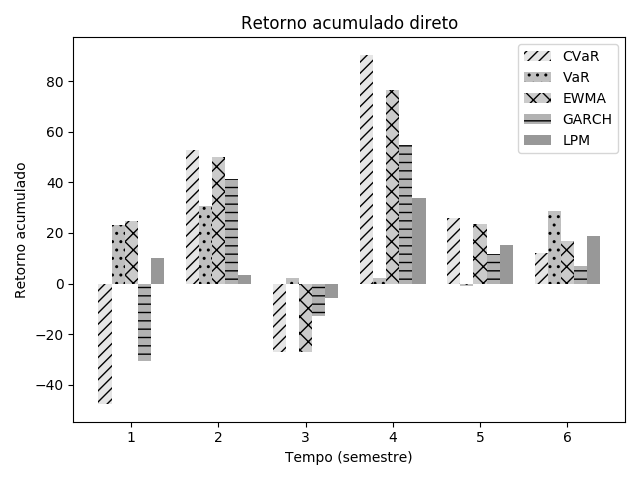 Retorno acumulado direto
CVaR
VaR
EWMA
GARCH
LPM
Retorno acumulado
80
60
40
20
0
−20
−40
1 2 3 4 5 6
Tempo (semestre)